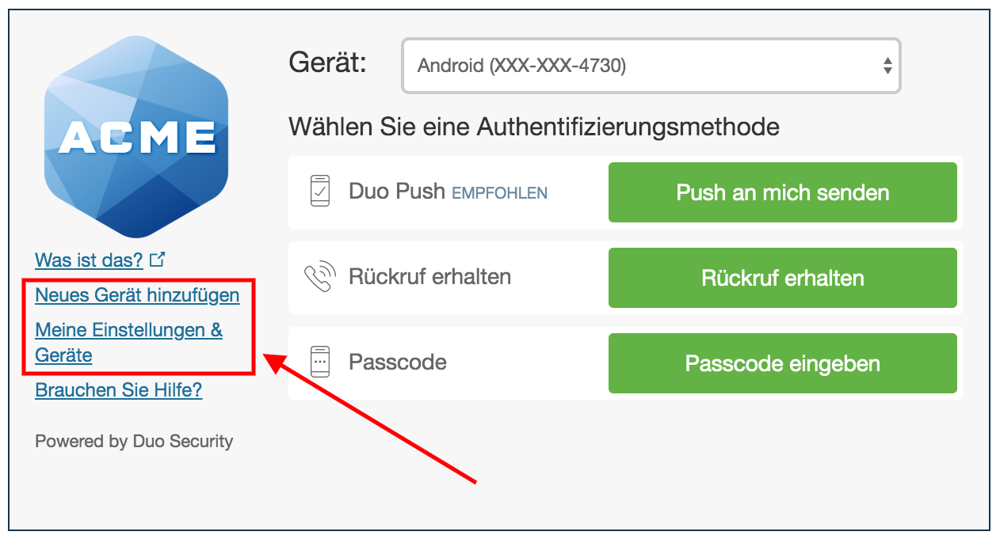 ACME
Was ist das?
Neues Gerät hinzufügen
Meine Einstellungen &
Geräte
Brauchen Sie Hilfe?
Powered by Duo Security
Gerät:
Android (XXX-XXX-4730)
Wählen Sie eine Authentifizierungsmethode
Duo Push EMPFOHLEN
Push an mich senden
Rückruf erhalten
Rückruf erhalten
Passcode
Passcode eingeben